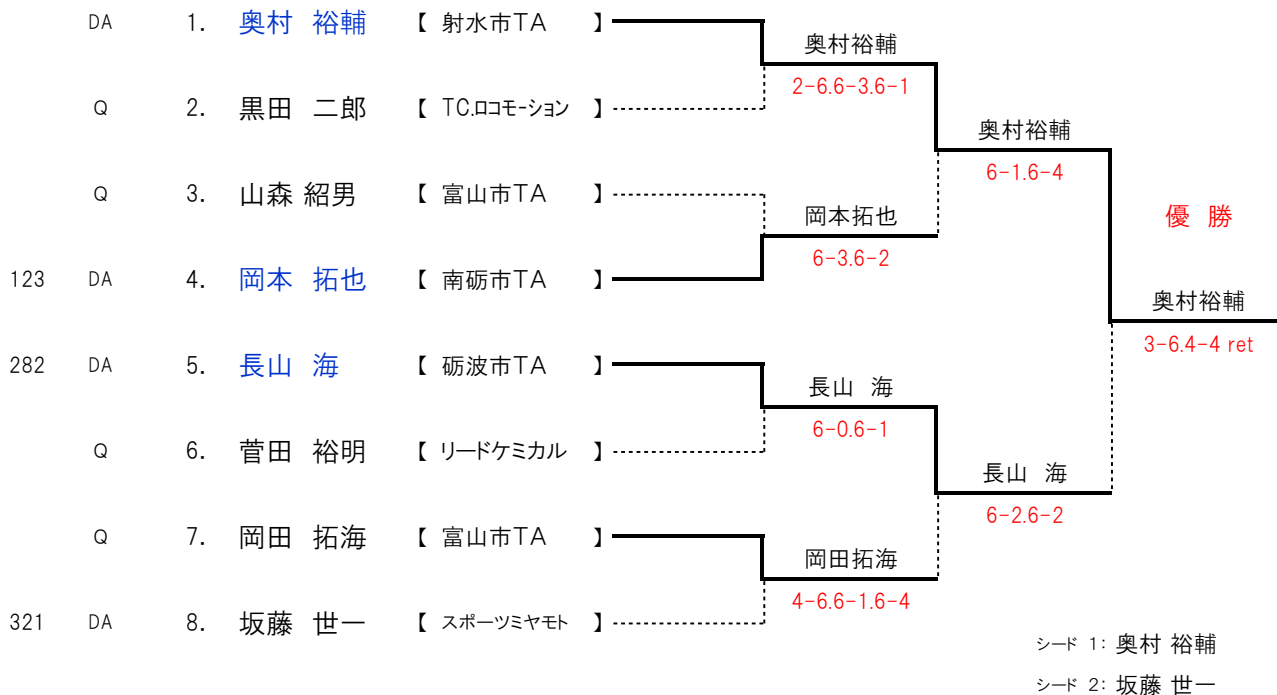 DA 1. 奥村 裕輔 【 射水市TA 】
奥村裕輔
2-6.6-3.6-1
Q 2. 黒田 二郎 【 TC.ロコモーション 】
奥村裕輔
6-1.6-4
Q 3. 山森 紹男 【 富山市TA 】
岡本拓也
優 勝
6-3.6-2
123 DA 4. 岡本 拓也 【 南砺市TA 】
奥村裕輔
3-6.4-4 ret
282 DA 5. 長山 海 【 砺波市TA 】
長山 海
6-0.6-1
Q 6. 菅田 裕明 【 リードケミカル 】
長山 海
6-2.6-2
Q 7. 岡田 拓海 【 富山市TA 】
岡田拓海
4-6.6-1.6-4
321 DA 8. 坂藤 世一 【 スポーツミヤモト 】
シード 1: 奥村 裕輔
シード 2: 坂藤 世一